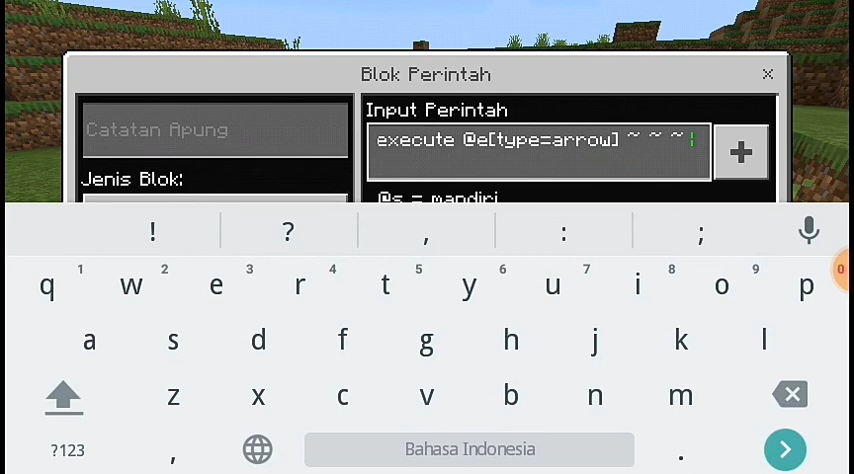 Blok Perintah
Catatan Apung
Input Perintah
execute @e[type=arrow] ~ ~ ~
Jenis Blok:
@s = mandiri
! ? , : ;
1 2 3 4 5 6 7 8 9 0
q w e r t y u i o p
a s d f g h j k l
z x c v b n m
?123 , Bahasa Indonesia .